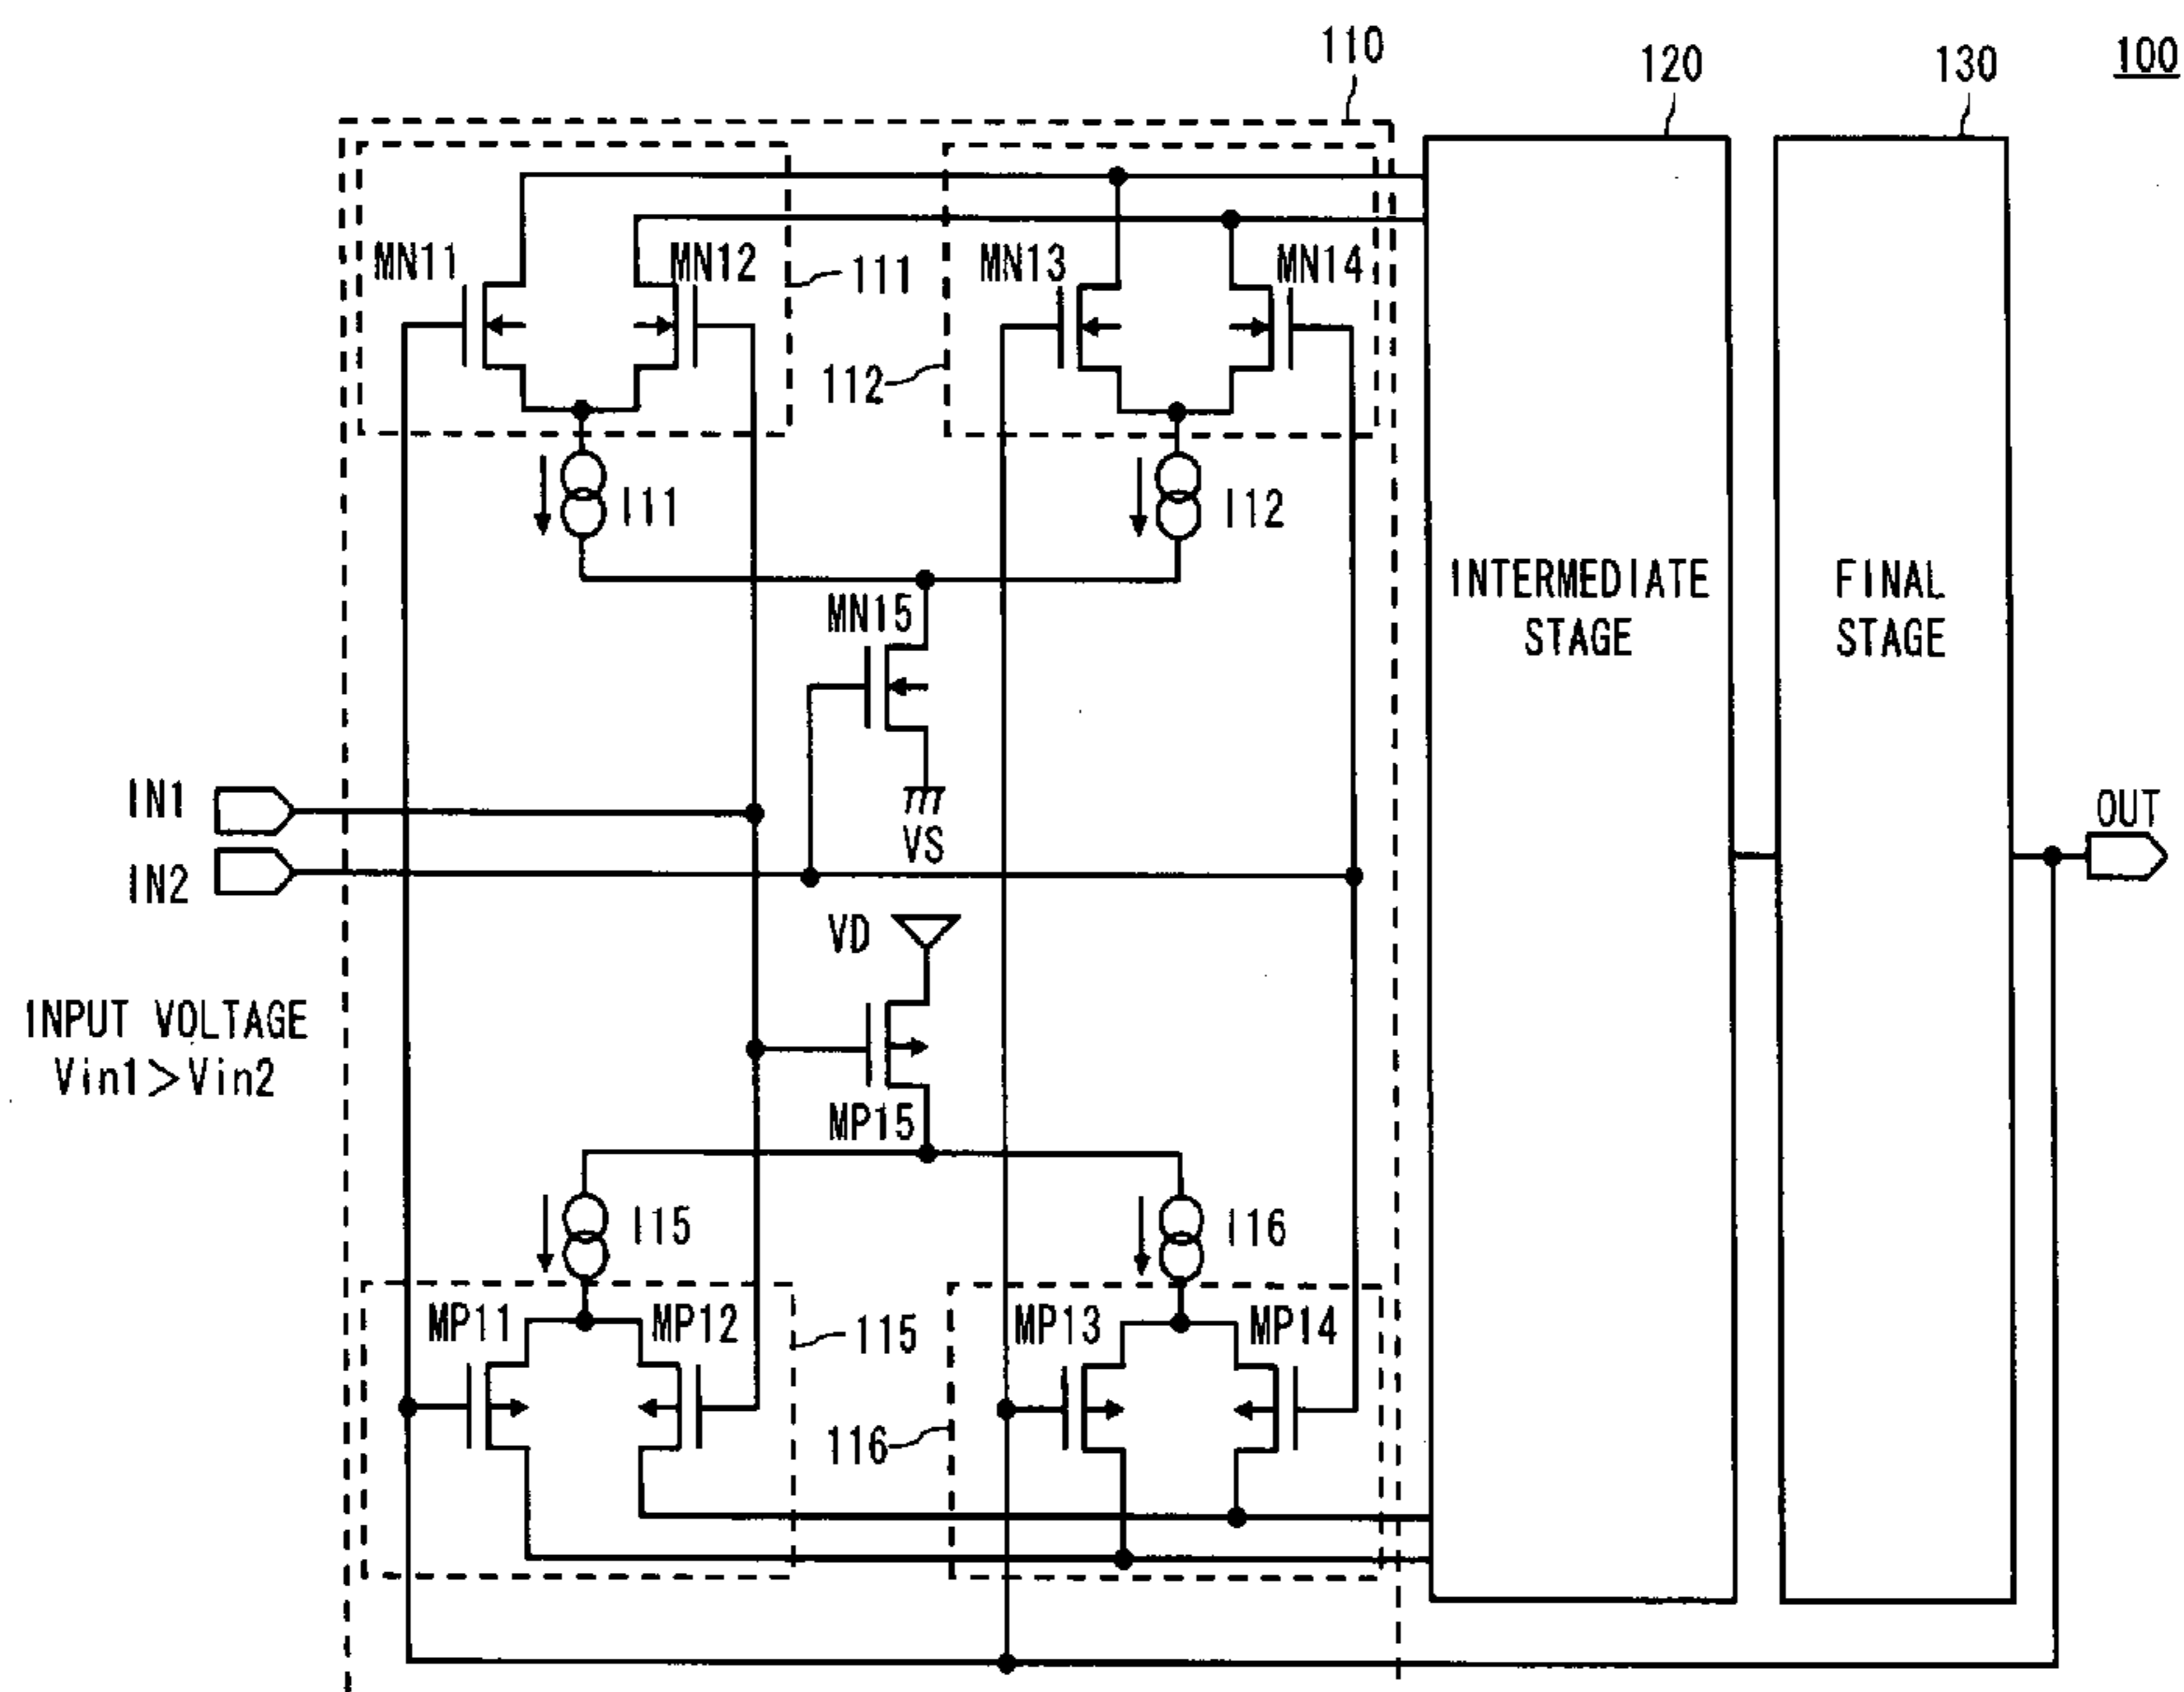 110
120
130
100
MN11
MN12
111
MN13
MN14
112
I11
I12
INTERMEDIATE
STAGE
FINAL
STAGE
MN15
IN1
OUT
VS
IN2
VD
INPUT VOLTAGE
Vin1>Vin2
MP15
I15
I16
MP11
MP12
115
MP13
MP14
116